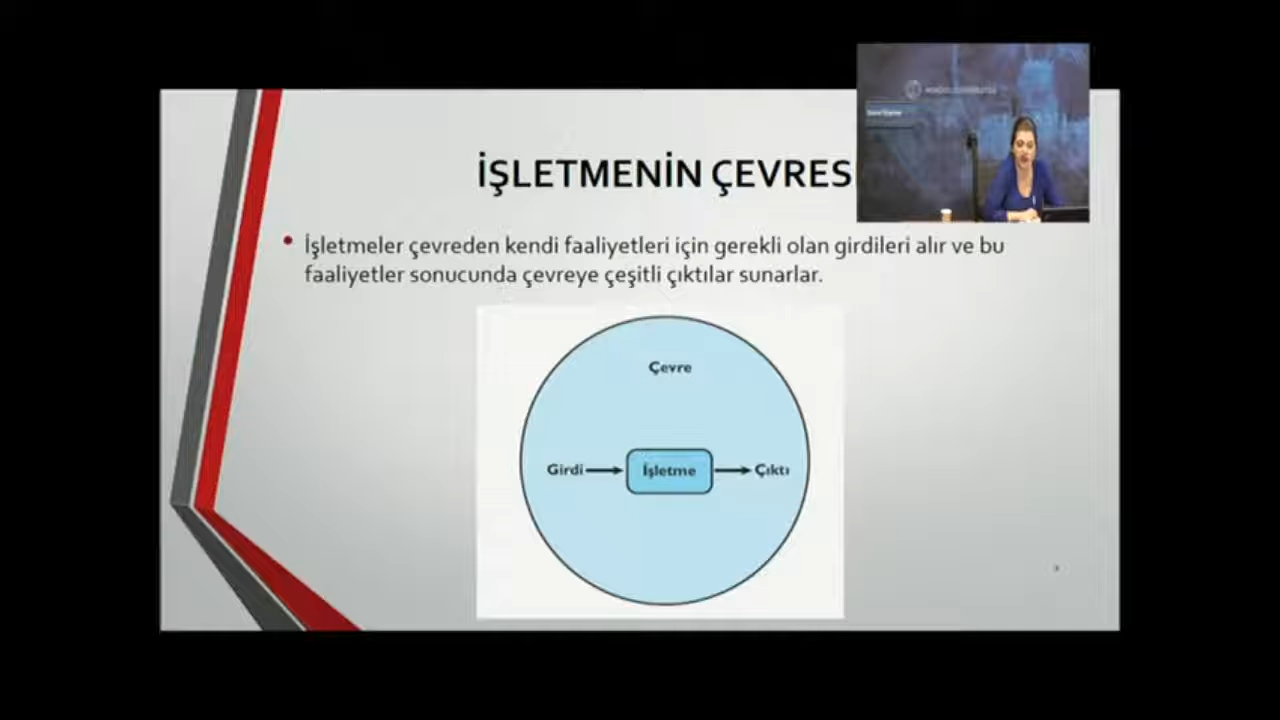 İŞLETMENİN ÇEVRES
• İşletmeler çevreden kendi faaliyetleri için gerekli olan girdileri alır ve bu
faaliyetler sonucunda çevreye çeşitli çıktılar sunarlar.
Çevre
Girdi
İşletme
Çıktı